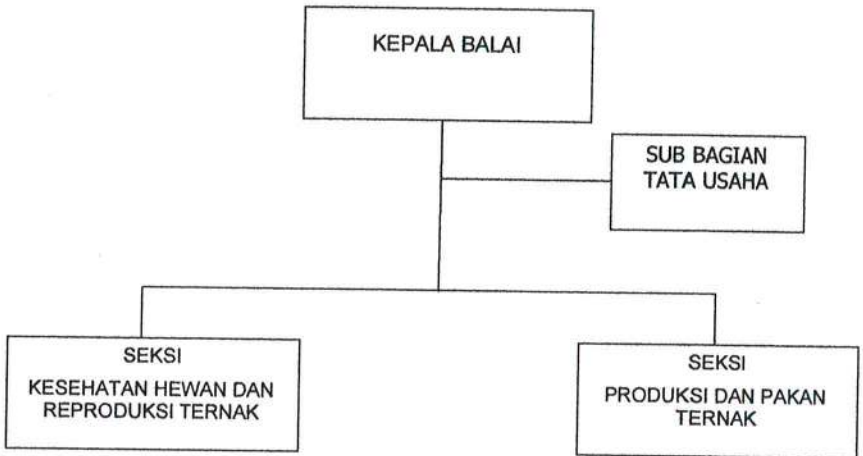 KEPALA BALAI
SUB BAGIAN
TATA USAHA
SEKSI
KESEHATAN HEWAN DAN
REPRODUKSI TERNAK
SEKSI
PRODUKSI DAN PAKAN
TERNAK